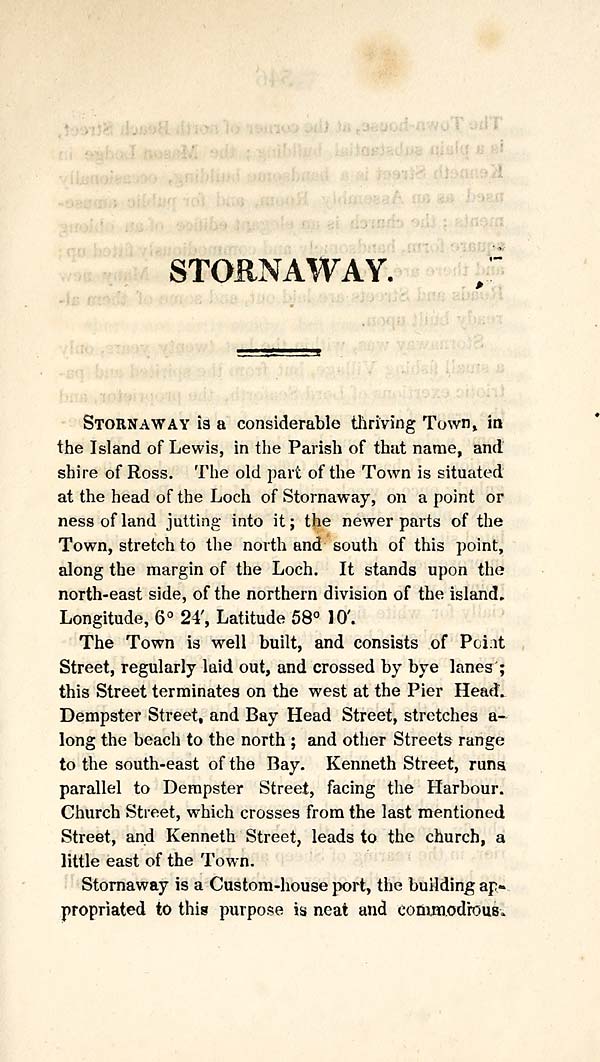 STORNAWAY.
STORNAWAY is a considerable thriving Town, in
the Island of Lewis, in the Parish of that name, and
shire of Ross. The old part of the Town is situated
at the head of the Loch of Stornaway, on a point or
ness of land jutting into it; the newer parts of the
Town, stretch to the north and south of this point,
along the margin of the Loch. It stands upon the
north-east side, of the northern division of the island.
Longitude, 6° 24', Latitude 58° 10'.
The Town is well built, and consists of Point
Street, regularly laid out, and crossed by bye lanes;
this Street terminates on the west at the Pier Head.
Dempster Street, and Bay Head Street, stretches a-
long the beach to the north; and other Streets range
to the south-east of the Bay. Kenneth Street, runs
parallel to Dempster Street, facing the Harbour.
Church Street, which crosses from the last mentioned
Street, and Kenneth Street, leads to the church, a
little east of the Town.
Stornaway is a Custom-house port, the building ap-
propriated to this purpose is neat and commodious.